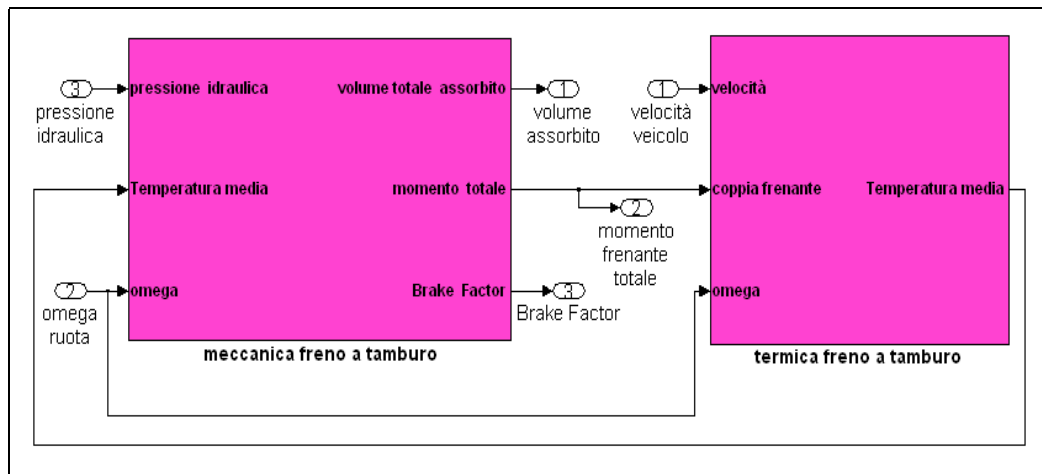 3
pressione
idraulica
pressione idraulica
volume totale assorbito
1
volume
assorbito
1
velocità
veicolo
velocità
Temperatura media
momento totale
2
momento
frenante
totale
coppia frenante
Temperatura media
2
omega
ruota
omega
Brake Factor
3
Brake Factor
omega
meccanica freno a tamburo
termica freno a tamburo